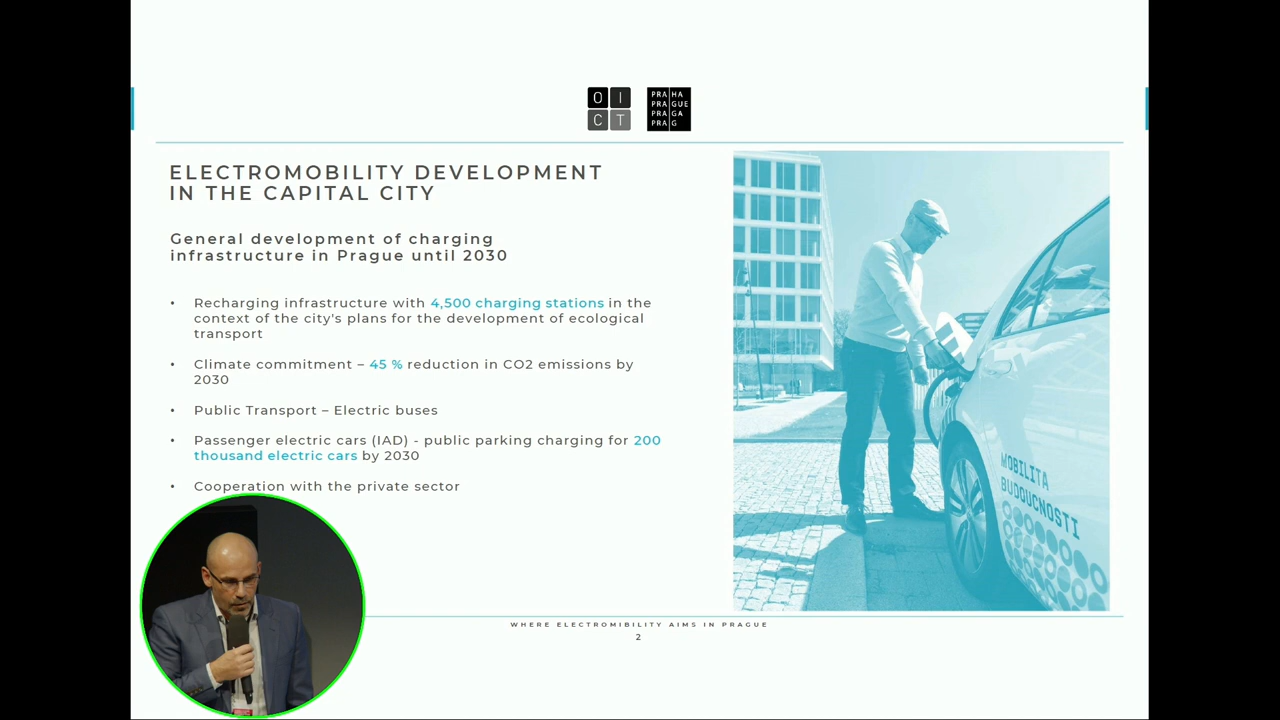 O I
C T
PRA HA
PRA GUE
PRA GA
PRA G
ELECTROMOBILITY DEVELOPMENT
IN THE CAPITAL CITY
General development of charging
infrastructure in Prague until 2030
• Recharging infrastructure with 4,500 charging stations in the
context of the city's plans for the development of ecological
transport
• Climate commitment – 45 % reduction in CO2 emissions by
2030
• Public Transport – Electric buses
• Passenger electric cars (IAD) - public parking charging for 200
thousand electric cars by 2030
• Cooperation with the private sector
MOBILITA
BUDOUCNOSTI
WHERE ELECTROMIBILITY AIMS IN PRAGUE
2